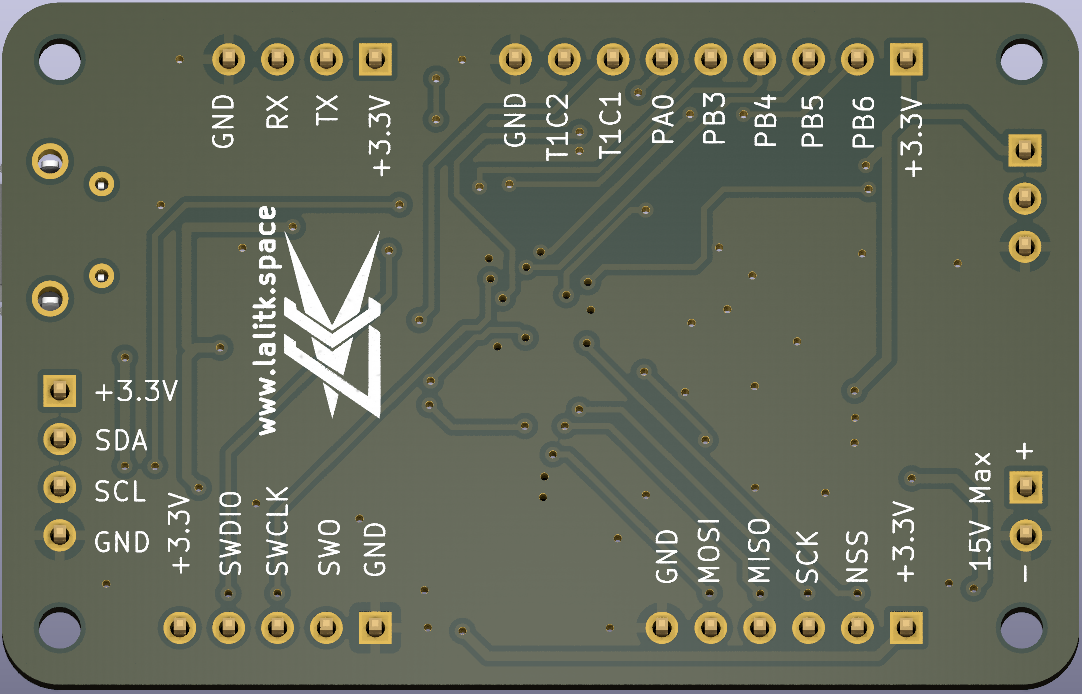 GND
RX
TX
+3.3V
GND
T1C2
T1C1
PA0
PB3
PB4
PB5
PB6
+3.3V
www.lalitk.space
+3.3V
SDA
SCL
GND
+3.3V
SWDIO
SWCLK
SWO
GND
GND
MOSI
MISO
SCK
NSS
+3.3V
15V Max
+
-